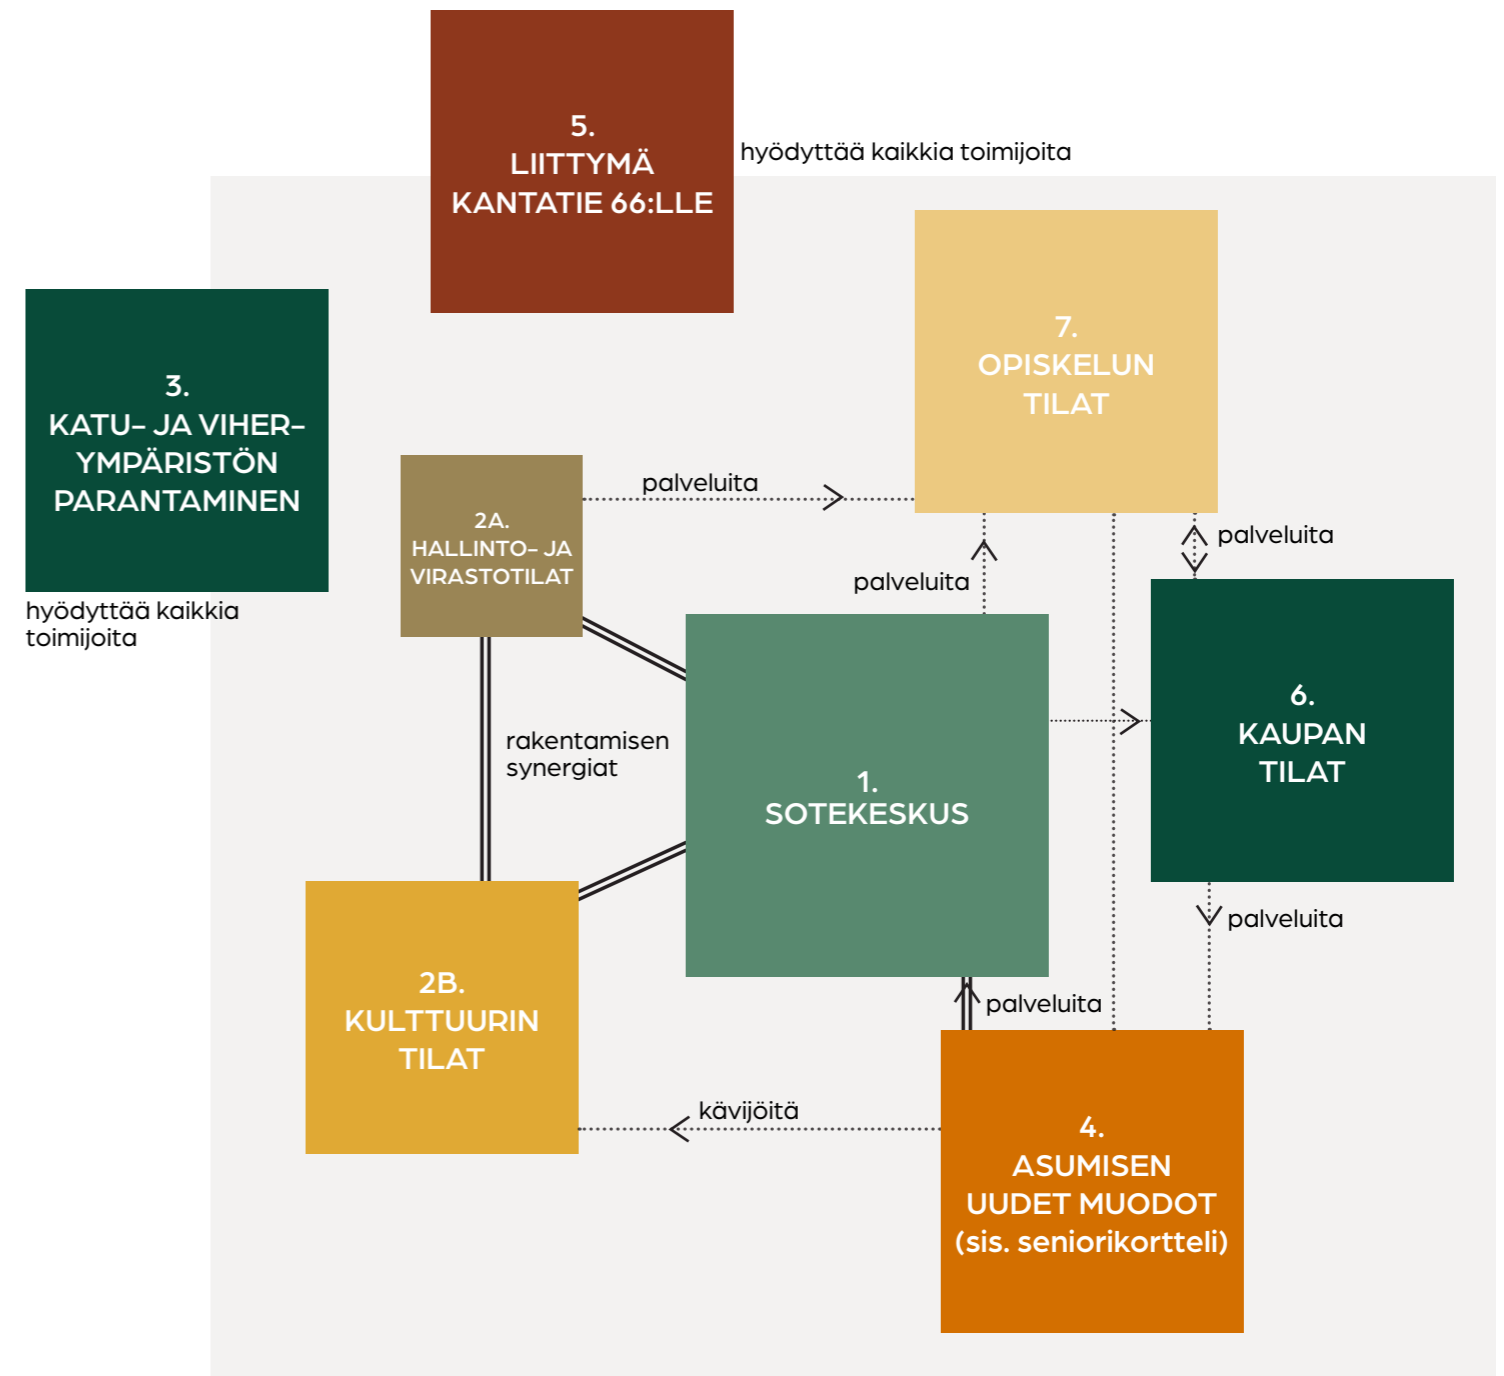 5.
LIITTYMÄ
KANTATIE 66:LLE
hyödyttää kaikkia toimijoita
7.
OPISKELUN
TILAT
3.
KATU- JA VIHER-
YMPÄRISTÖN
PARANTAMINEN
hyödyttää kaikkia
toimijoita
2A.
HALLINTO- JA
VIRASTOTILAT
palveluita
palveluita
palveluita
6.
KAUPAN
TILAT
rakentamisen
synergiat
1.
SOTEKESKUS
palveluita
2B.
KULTTUURIN
TILAT
palveluita
kävijöitä
4.
ASUMISEN
UUDET MUODOT
(sis. seniorikortteli)